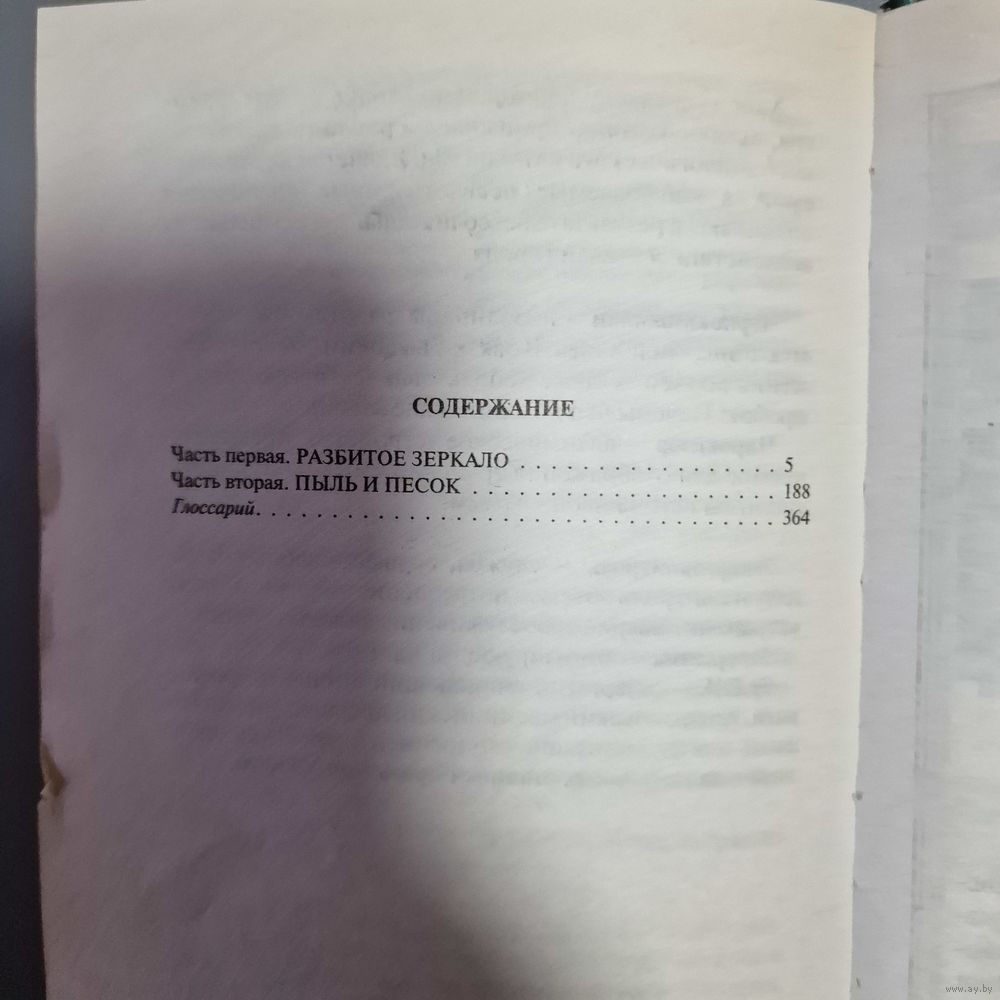 СОДЕРЖАНИЕ
Часть первая. РАЗБИТОЕ ЗЕРКАЛО . . . . . . . . . . . . . . . . . . . . 5
Часть вторая. ПЫЛЬ И ПЕСОК . . . . . . . . . . . . . . . . . . . . . . . 188
Глоссарий. . . . . . . . . . . . . . . . . . . . . . . . . . . . . . . . . . . . . . . 364
www.ay.by